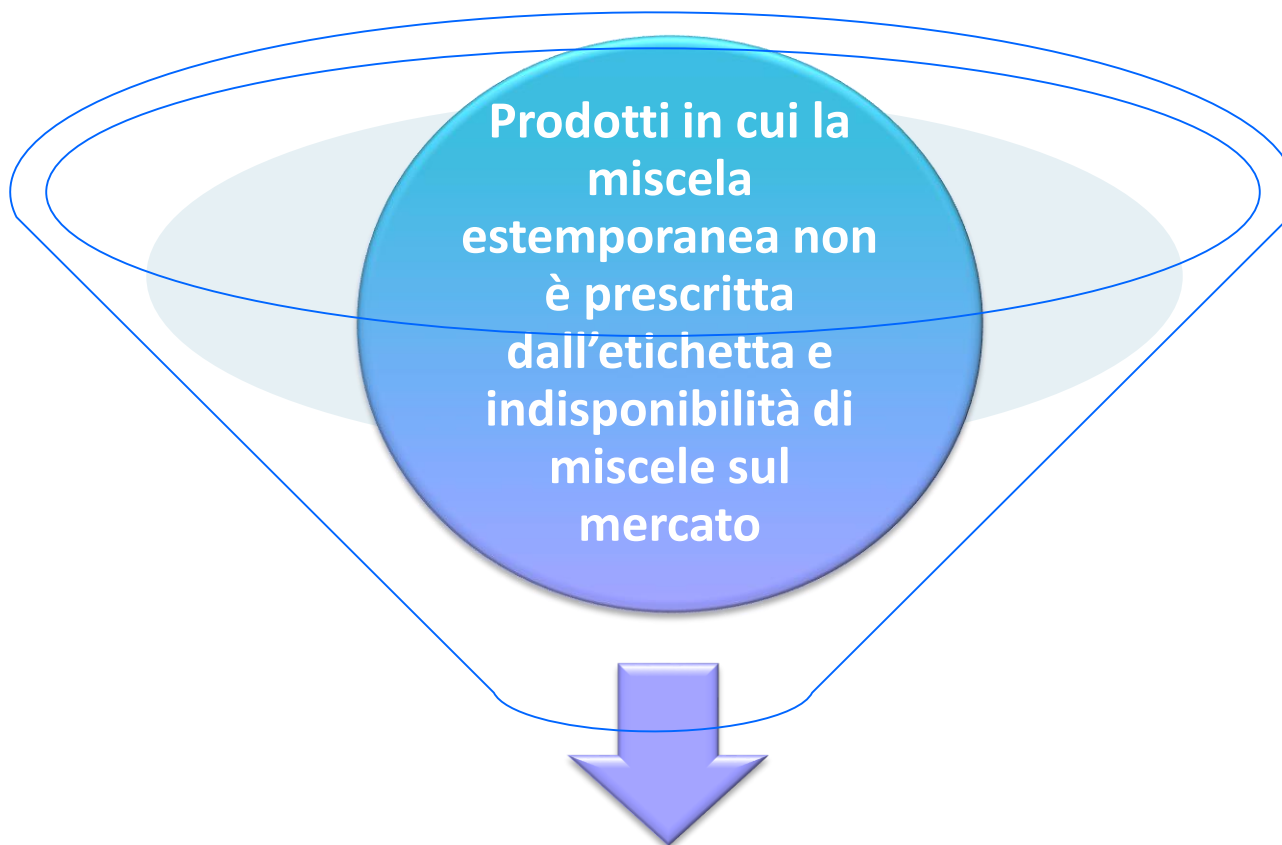 Prodotti in cui la
miscela
estemporanea non
è prescritta
dall’etichetta e
indisponibilità di
miscele sul
mercato